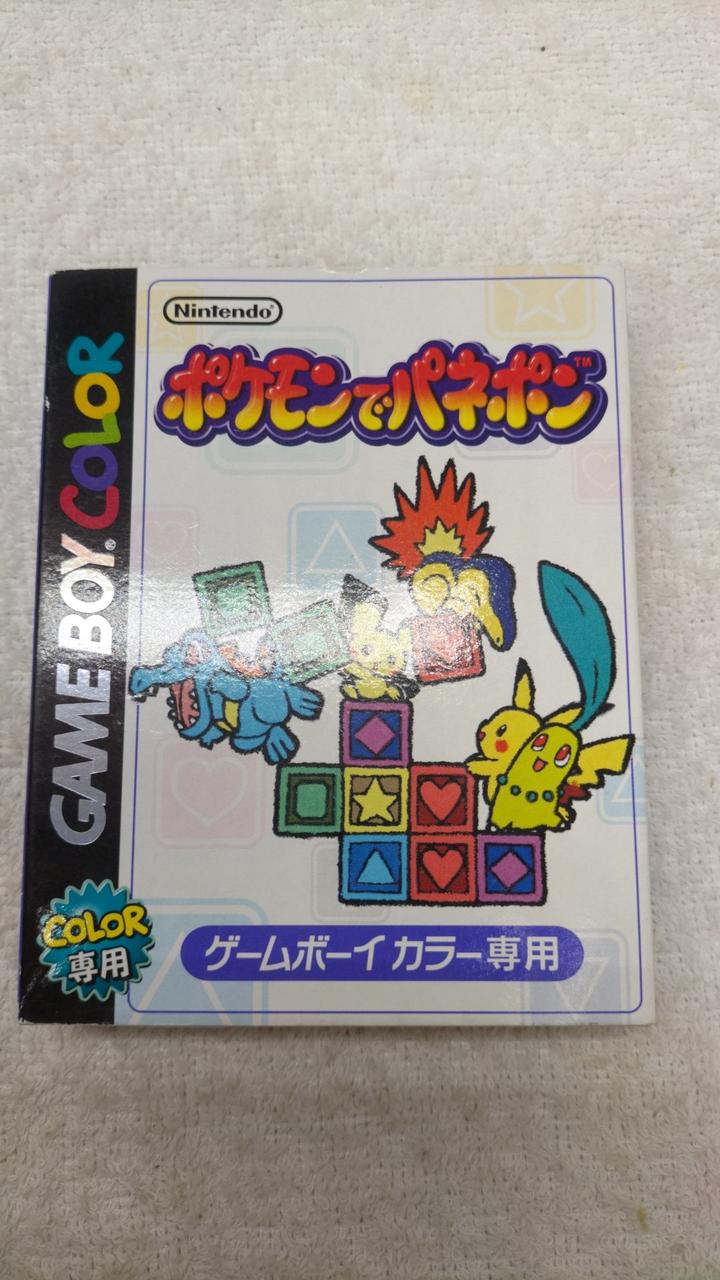 Nintendo®
ポケモンでパネポン™
GAME BOY® COLOR
COLOR
専用
ゲームボーイ カラー専用